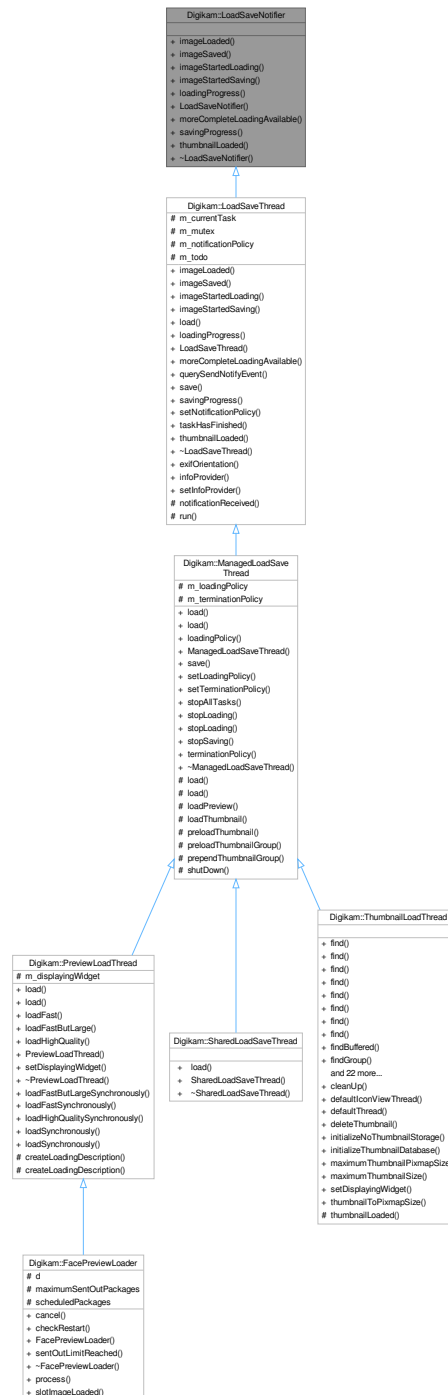 Digikam::LoadSaveNotifier
+ imageLoaded()
+ imageSaved()
+ imageStartedLoading()
+ imageStartedSaving()
+ loadingProgress()
+ LoadSaveNotifier()
+ moreCompleteLoadingAvailable()
+ savingProgress()
+ thumbnailLoaded()
+ ~LoadSaveNotifier()
Digikam::LoadSaveThread
# m_currentTask
# m_mutex
# m_notificationPolicy
# m_todo
+ imageLoaded()
+ imageSaved()
+ imageStartedLoading()
+ imageStartedSaving()
+ load()
+ loadingProgress()
+ LoadSaveThread()
+ moreCompleteLoadingAvailable()
+ querySendNotifyEvent()
+ save()
+ savingProgress()
+ setNotificationPolicy()
+ taskHasFinished()
+ thumbnailLoaded()
+ ~LoadSaveThread()
+ exifOrientation()
+ infoProvider()
+ setInfoProvider()
# notificationReceived()
# run()
Digikam::ManagedLoadSave
Thread
# m_loadingPolicy
# m_terminationPolicy
+ load()
+ load()
+ loadingPolicy()
+ ManagedLoadSaveThread()
+ save()
+ setLoadingPolicy()
+ setTerminationPolicy()
+ stopAllTasks()
+ stopLoading()
+ stopLoading()
+ stopSaving()
+ terminationPolicy()
+ ~ManagedLoadSaveThread()
# load()
# load()
# loadPreview()
# loadThumbnail()
# preloadThumbnail()
# preloadThumbnailGroup()
# prependThumbnailGroup()
# shutDown()
Digikam::PreviewLoadThread
# m_displayingWidget
+ load()
+ load()
+ loadFast()
+ loadFastButLarge()
+ loadHighQuality()
+ PreviewLoadThread()
+ setDisplayingWidget()
+ ~PreviewLoadThread()
+ loadFastButLargeSynchronously()
+ loadFastSynchronously()
+ loadHighQualitySynchronously()
+ loadSynchronously()
+ loadSynchronously()
# createLoadingDescription()
# createLoadingDescription()
Digikam::SharedLoadSaveThread
+ load()
+ SharedLoadSaveThread()
+ ~SharedLoadSaveThread()
Digikam::ThumbnailLoadThread
+ find()
+ find()
+ find()
+ find()
+ find()
+ find()
+ find()
+ find()
+ findBuffered()
+ findGroup()
and 22 more...
+ cleanUp()
+ defaultIconViewThread()
+ defaultThread()
+ deleteThumbnail()
+ initializeNoThumbnailStorage()
+ initializeThumbnailDatabase()
+ maximumThumbnailPixmapSize
+ maximumThumbnailSize()
+ setDisplayingWidget()
+ thumbnailToPixmapSize()
# thumbnailLoaded()
Digikam::FacePreviewLoader
# d
# maximumSentOutPackages
# scheduledPackages
+ cancel()
+ checkRestart()
+ FacePreviewLoader()
+ sentOutLimitReached()
+ ~FacePreviewLoader()
+ process()
+ slotImageLoaded()